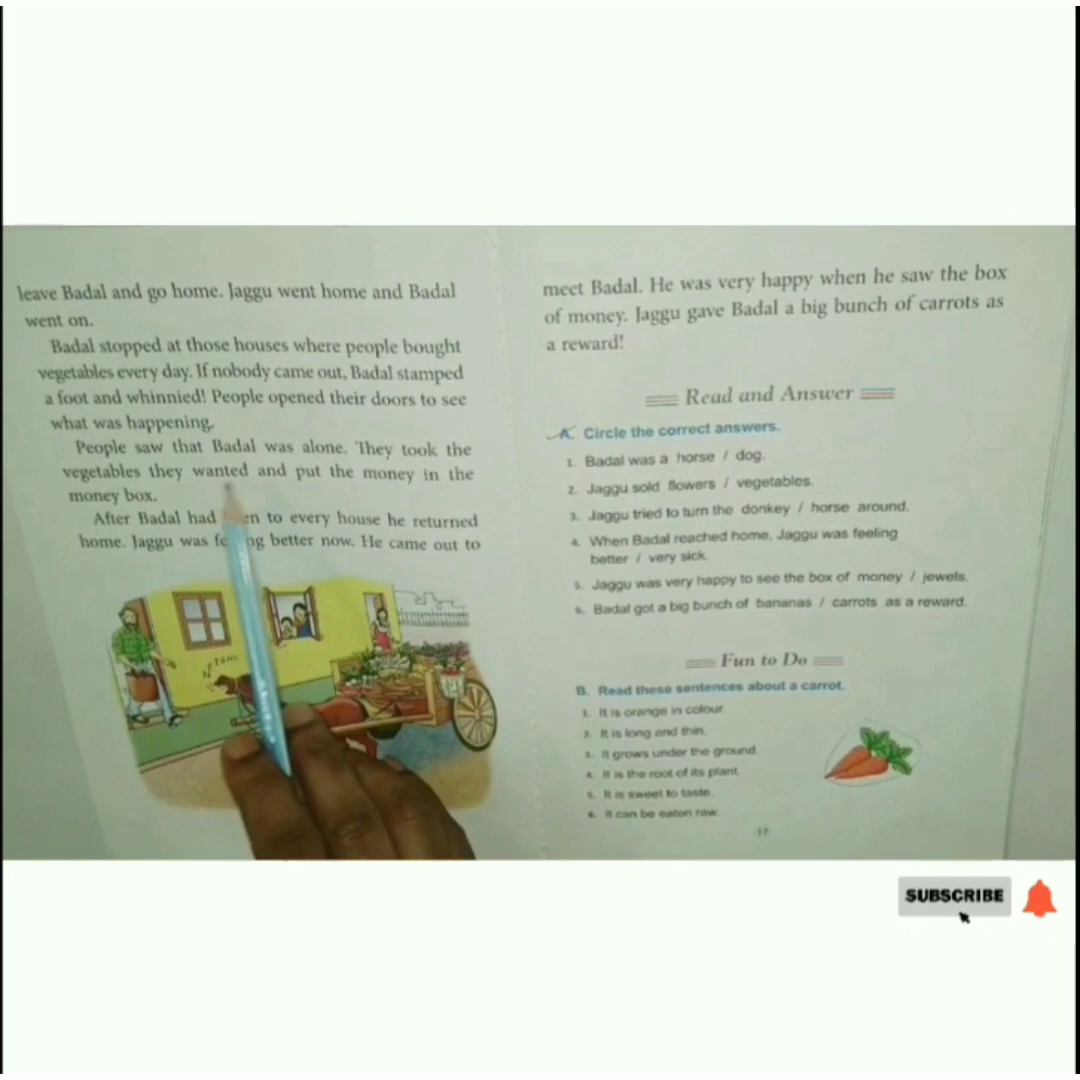 leave Badal and go home. Jaggu went home and Badal
went on.
Badal stopped at those houses where people bought
vegetables every day. If nobody came out, Badal stamped
a foot and whinnied! People opened their doors to see
what was happening.
People saw that Badal was alone. They took the
vegetables they wanted and put the money in the
money box.
After Badal had en to every house he returned
home. Jaggu was fe ng better now. He came out to
meet Badal. He was very happy when he saw the box
of money. Jaggu gave Badal a big bunch of carrots as
a reward!
Read and Answer
A. Circle the correct answers.
1. Badal was a horse / dog.
2. Jaggu sold flowers / vegetables.
3. Jaggu tried to turn the donkey / horse around.
4. When Badal reached home, Jaggu was feeling
better / very sick.
5. Jaggu was very happy to see the box of money / jewels.
6. Badal got a big bunch of bananas / carrots as a reward.
Fun to Do
B. Read these sentences about a carrot.
1. It is orange in colour.
2. It is long and thin.
3. It grows under the ground.
4. It is the root of its plant.
5. It is sweet to taste.
6. It can be eaten raw.
17
SUBSCRIBE